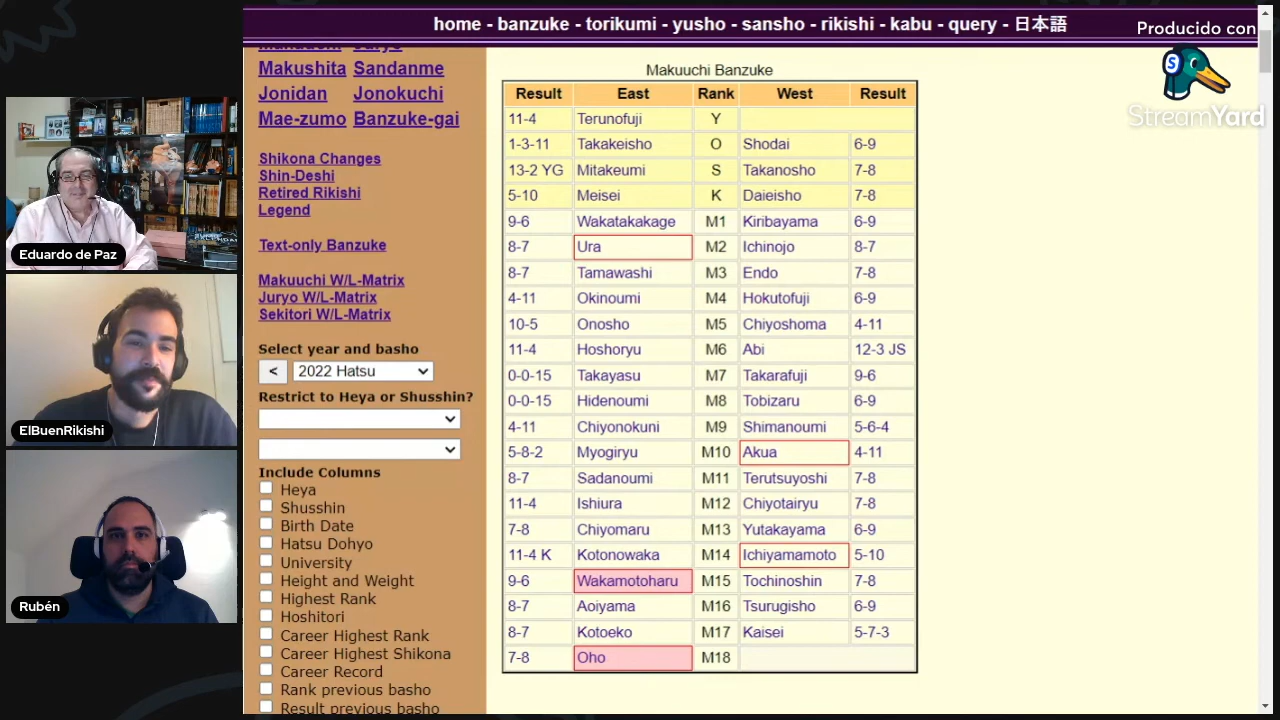 home - banzuke - torikumi - yusho - sansho - rikishi - kabu - query - 日本語
Producido con
StreamYard
Makushita Sandanme
Jonidan Jonokuchi
Mae-zumo Banzuke-gai
Shikona Changes
Shin-Deshi
Retired Rikishi
Legend
Text-only Banzuke
Makuuchi W/L-Matrix
Juryo W/L-Matrix
Sekitori W/L-Matrix
Select year and basho
< 2022 Hatsu
Restrict to Heya or Shusshin?
Include Columns
Heya
Shusshin
Birth Date
Hatsu Dohyo
University
Height and Weight
Highest Rank
Hoshitori
Career Highest Rank
Career Highest Shikona
Career Record
Rank previous basho
Result previous basho
Makuuchi Banzuke
Result East Rank West Result
11-4 Terunofuji Y
1-3-11 Takakeisho O Shodai 6-9
13-2 YG Mitakeumi S Takanosho 7-8
5-10 Meisei K Daieisho 7-8
9-6 Wakatakakage M1 Kiribayama 6-9
8-7 Ura M2 Ichinojo 8-7
8-7 Tamawashi M3 Endo 7-8
4-11 Okinoumi M4 Hokutofuji 6-9
10-5 Onosho M5 Chiyoshoma 4-11
11-4 Hoshoryu M6 Abi 12-3 JS
0-0-15 Takayasu M7 Takarafuji 9-6
0-0-15 Hidenoumi M8 Tobizaru 6-9
4-11 Chiyonokuni M9 Shimanoumi 5-6-4
5-8-2 Myogiryu M10 Akua 4-11
8-7 Sadanoumi M11 Terutsuyoshi 7-8
11-4 Ishiura M12 Chiyotairyu 7-8
7-8 Chiyomaru M13 Yutakayama 6-9
11-4 K Kotonowaka M14 Ichiyamamoto 5-10
9-6 Wakamotoharu M15 Tochinoshin 7-8
8-7 Aoiyama M16 Tsurugisho 6-9
8-7 Kotoeko M17 Kaisei 5-7-3
7-8 Oho M18
Eduardo de Paz
ElBuenRikishi
Rubén